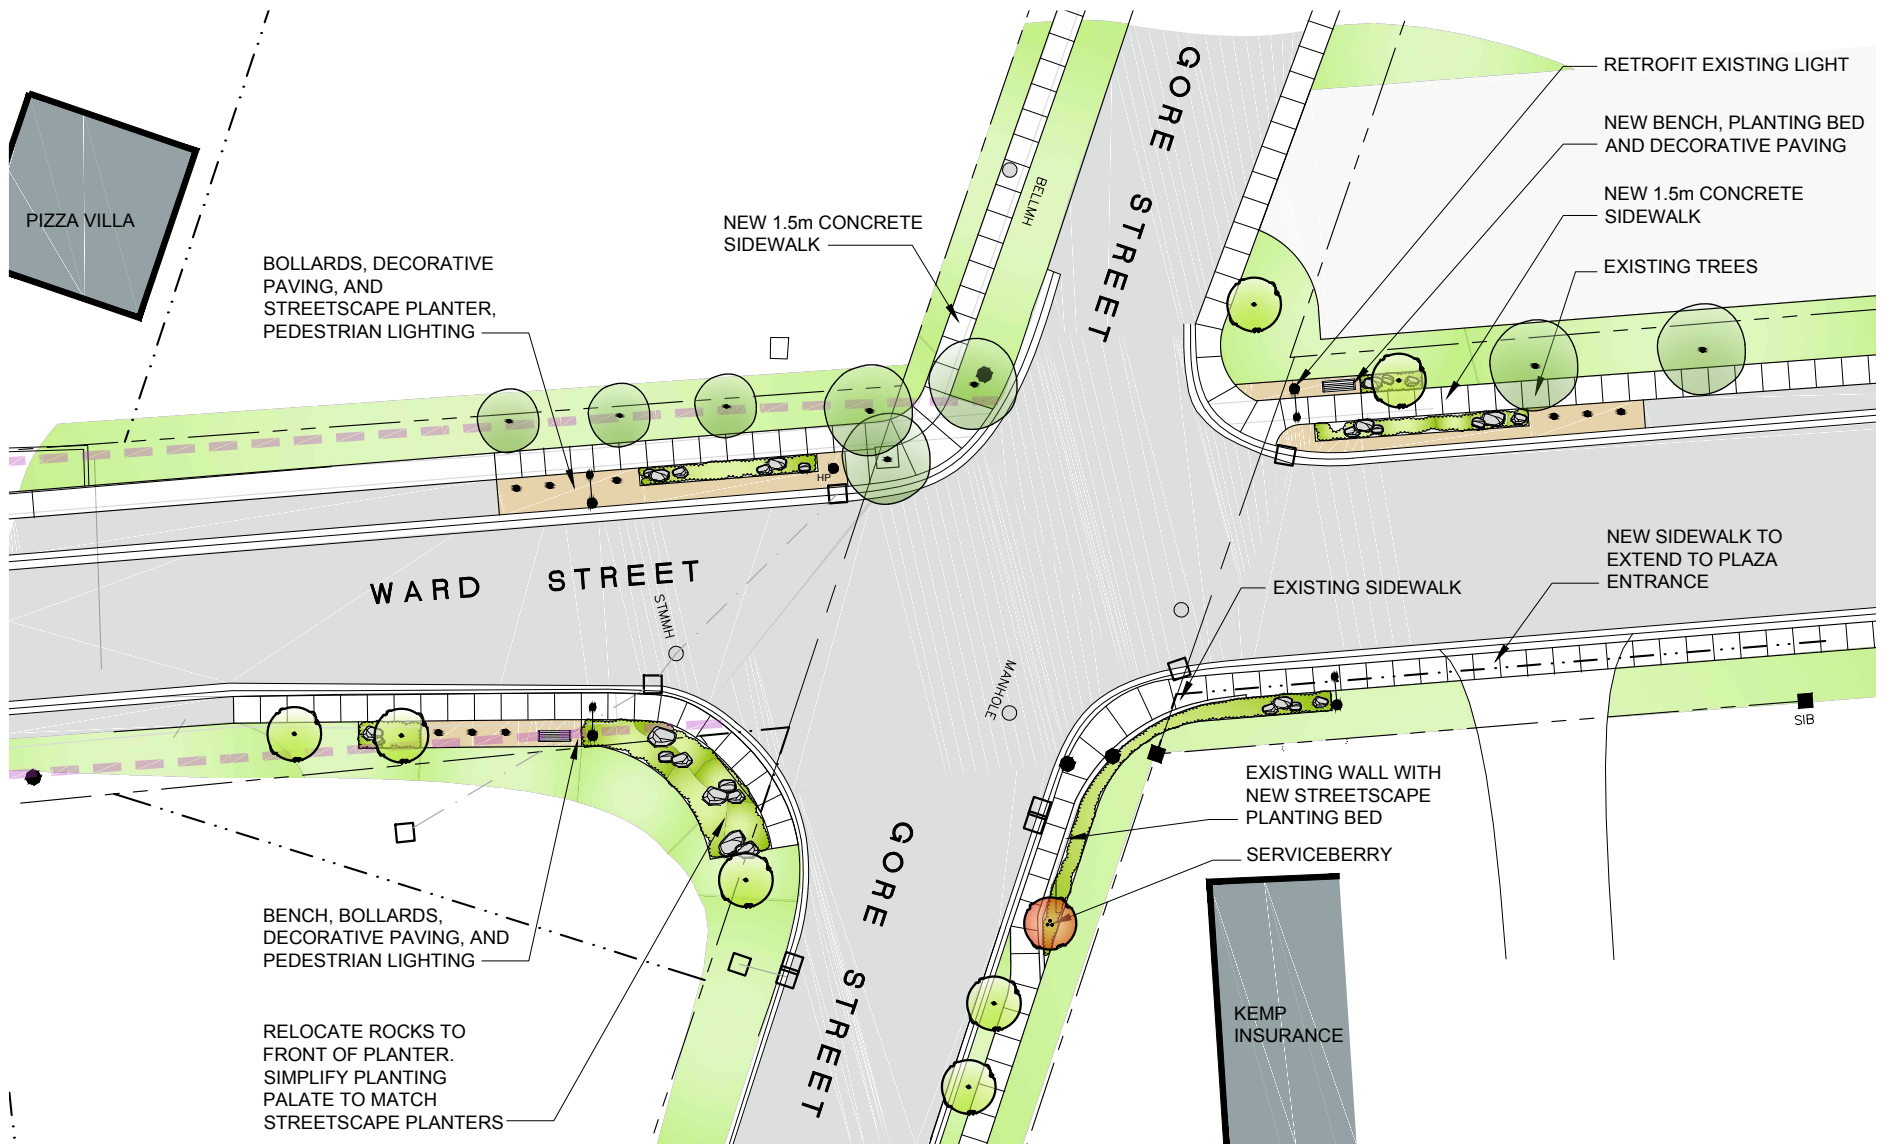 GORE STREET
RETROFIT EXISTING LIGHT
NEW BENCH, PLANTING BED
AND DECORATIVE PAVING
NEW 1.5m CONCRETE
SIDEWALK
EXISTING TREES
PIZZA VILLA
BELLMH
NEW 1.5m CONCRETE
SIDEWALK
BOLLARDS, DECORATIVE
PAVING, AND
STREETSCAPE PLANTER,
PEDESTRIAN LIGHTING
HP
WARD STREET
STMMH
MANHOLE
EXISTING SIDEWALK
NEW SIDEWALK TO
EXTEND TO PLAZA
ENTRANCE
SIB
EXISTING WALL WITH
NEW STREETSCAPE
PLANTING BED
SERVICEBERRY
GORE STREET
BENCH, BOLLARDS,
DECORATIVE PAVING, AND
PEDESTRIAN LIGHTING
RELOCATE ROCKS TO
FRONT OF PLANTER.
SIMPLIFY PLANTING
PALATE TO MATCH
STREETSCAPE PLANTERS
KEMP
INSURANCE